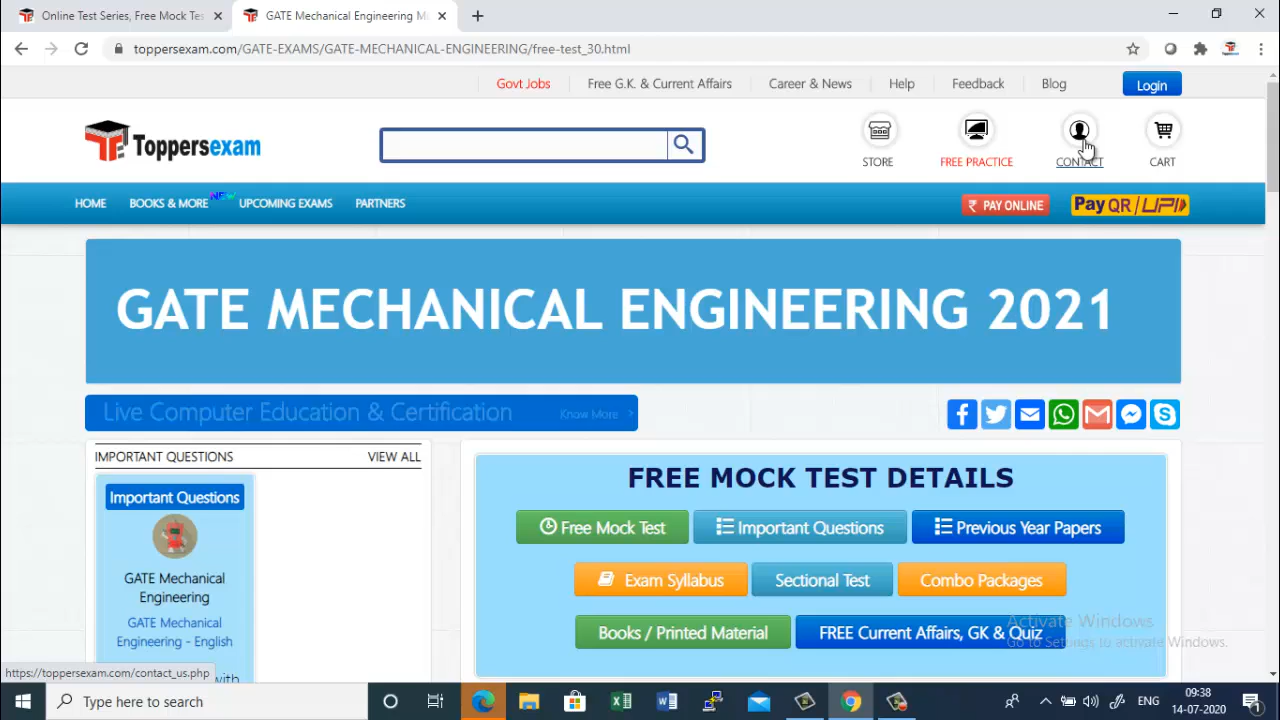 Online Test Series, Free Mock Tes
GATE Mechanical Engineering Mo
toppersexam.com/GATE-EXAMS/GATE-MECHANICAL-ENGINEERING/free-test_30.html
Govt Jobs
Free G.K. & Current Affairs
Career & News
Help
Feedback
Blog
Login
Toppersexam
STORE
FREE PRACTICE
CONTACT
CART
HOME
BOOKS & MORE
NEW
UPCOMING EXAMS
PARTNERS
₹ PAY ONLINE
Pay QR/UPI
GATE MECHANICAL ENGINEERING 2021
Live Computer Education & Certification
Know More
IMPORTANT QUESTIONS
VIEW ALL
Important Questions
GATE Mechanical
Engineering
GATE Mechanical
Engineering - English
with
FREE MOCK TEST DETAILS
Free Mock Test
Important Questions
Previous Year Papers
Exam Syllabus
Sectional Test
Combo Packages
Books / Printed Material
FREE Current Affairs, GK & Quiz
Activate Windows
Go to Settings to activate Windows.
https://toppersexam.com/contact_us.php
Type here to search
ENG
09:38
14-07-2020
1